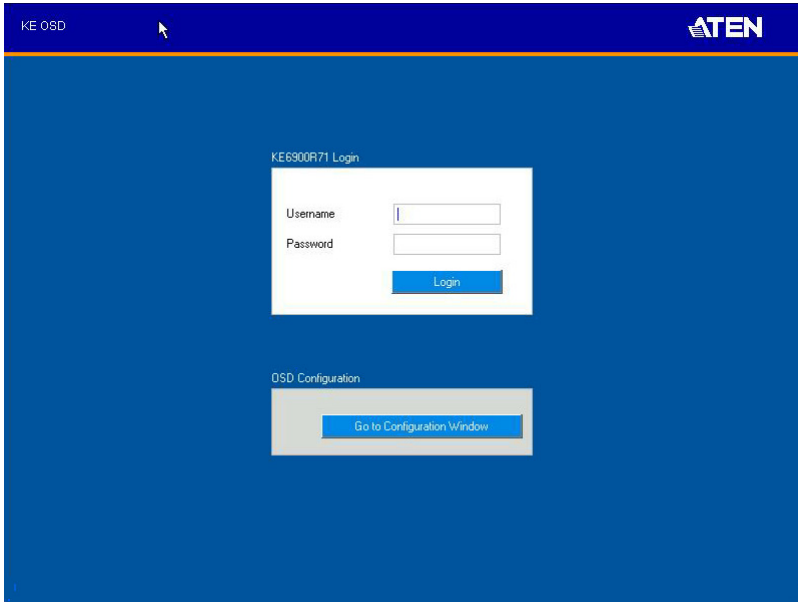 KE OSD
ATEN
KE6900R71 Login
Username
Password
Login
OSD Configuration
Go to Configuration Window